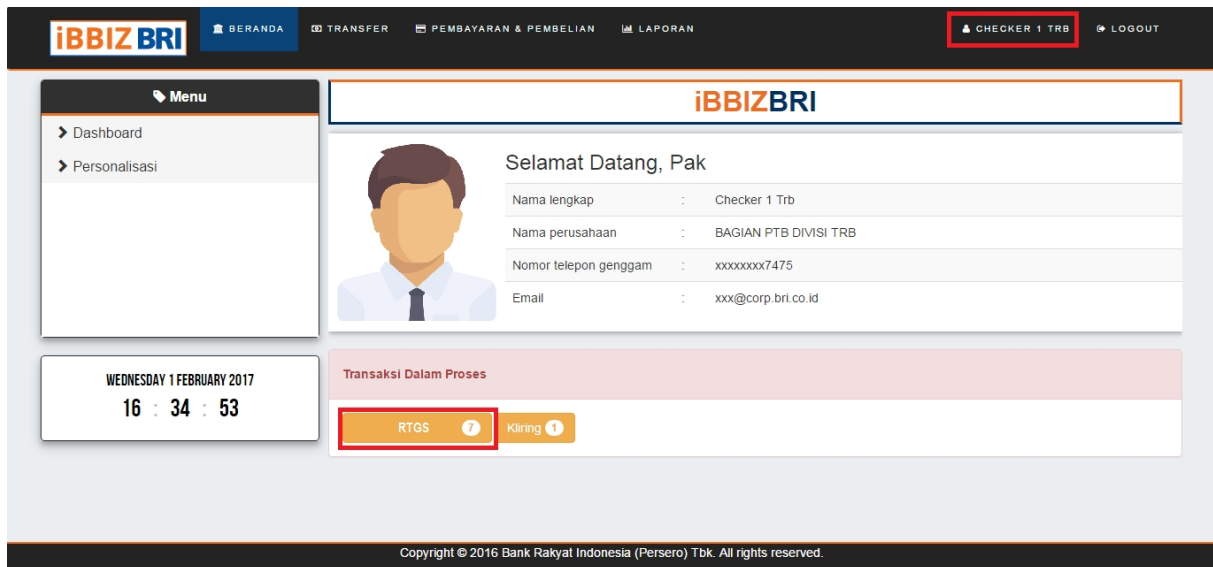 iBBIZ BRI
BERANDA TRANSFER PEMBAYARAN & PEMBELIAN LAPORAN CHECKER 1 TRB LOGOUT
Menu
Dashboard
Personalisasi
WEDNESDAY 1 FEBRUARY 2017
16 : 34 : 53
iBBIZBRI
Selamat Datang, Pak
Nama lengkap : Checker 1 Trb
Nama perusahaan : BAGIAN PTB DIVISI TRB
Nomor telepon genggam : xxxxxxxx7475
Email : xxx@corp.bri.co.id
Transaksi Dalam Proses
RTGS 7 Kliring 1
Copyright © 2016 Bank Rakyat Indonesia (Persero) Tbk. All rights reserved.